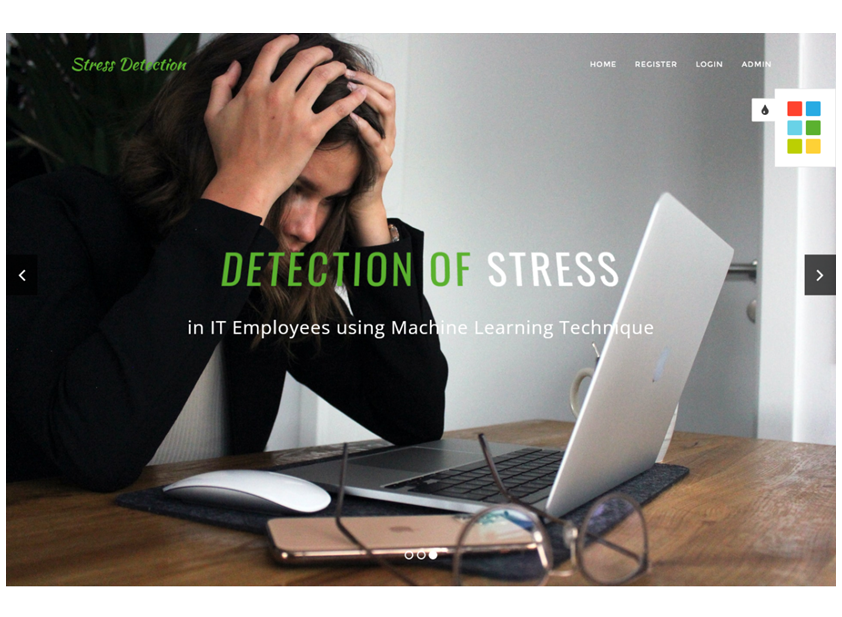 Stress Detection
HOME REGISTER LOGIN ADMIN
DETECTION OF STRESS
in IT Employees using Machine Learning Technique